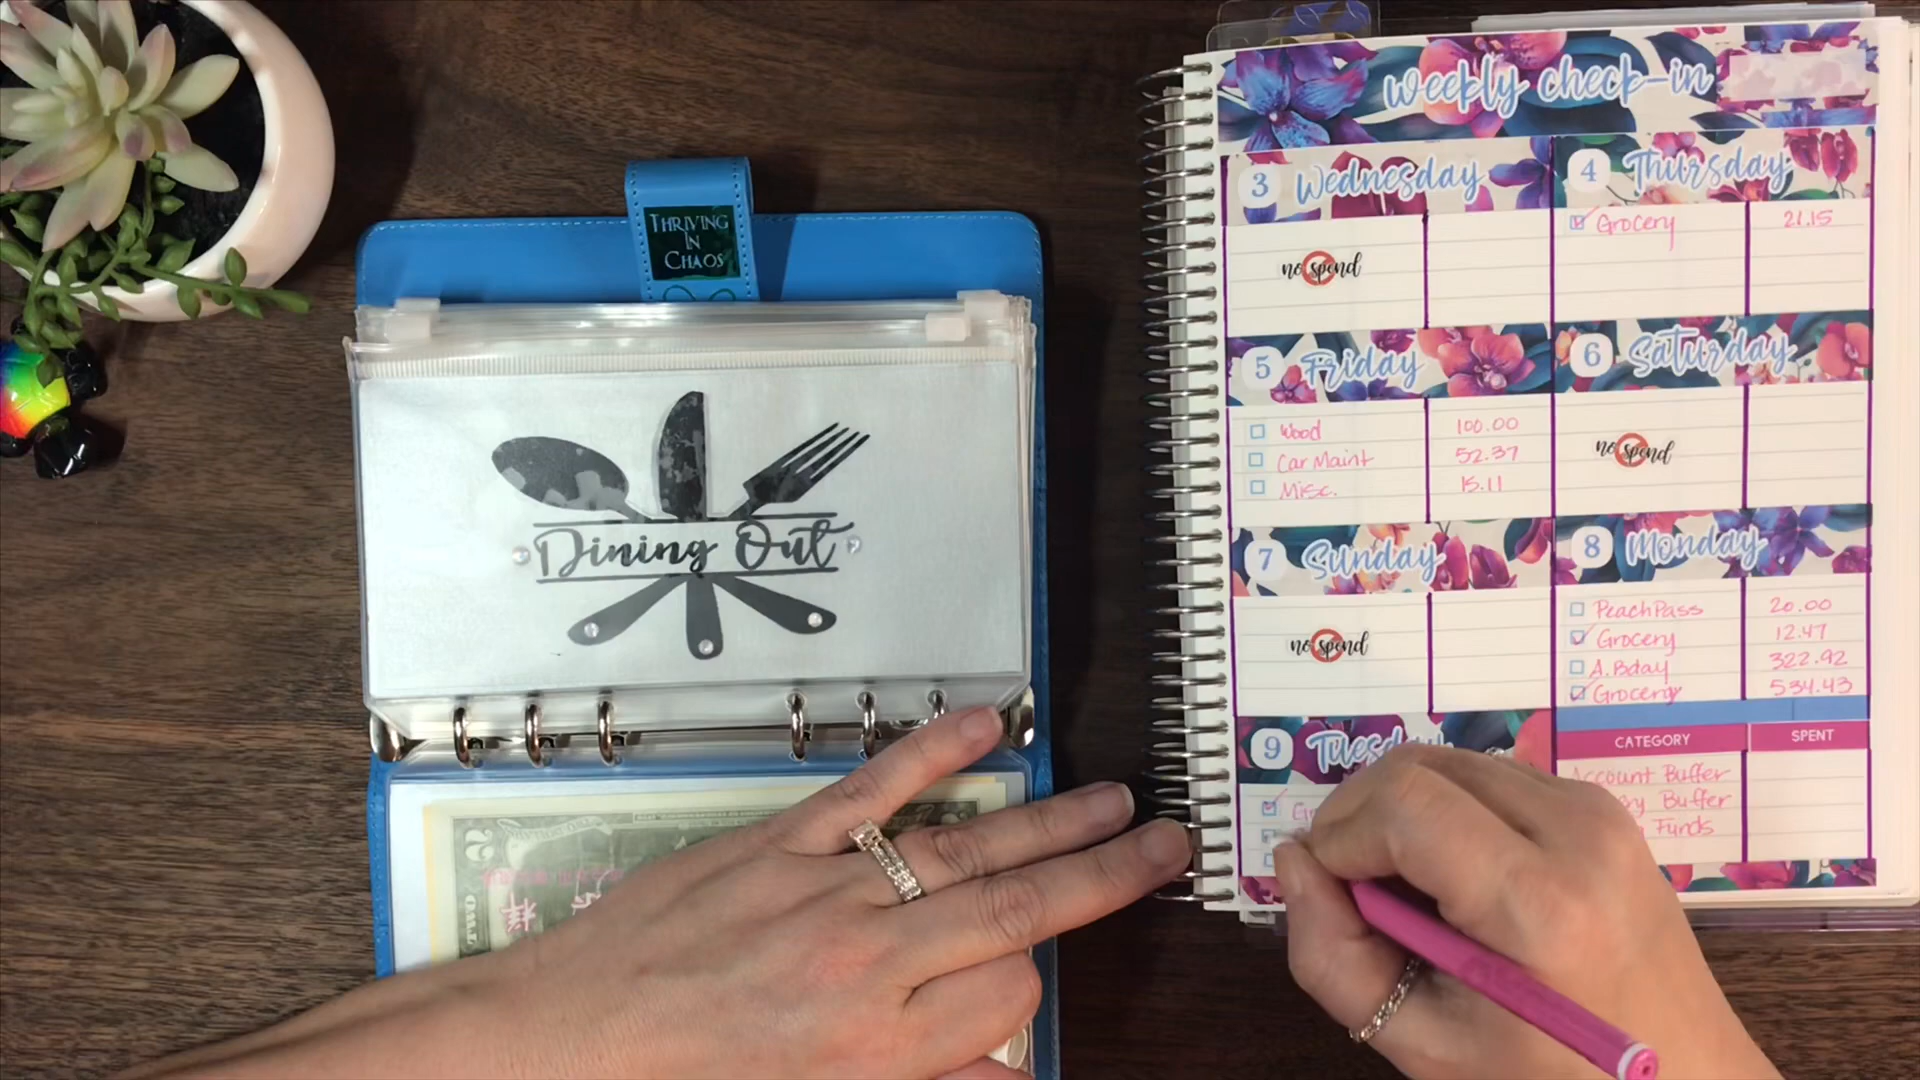 THRIVING
IN
CHAOS
Dining Out
2
TWO
weekly check-in
3 Wednesday
no spend
4 Thursday
Grocery 21.15
5 Friday
Wood 100.00
Car Maint 52.37
Misc. 15.11
6 Saturday
no spend
7 Sunday
no spend
8 Monday
PeachPass 20.00
Grocery 12.47
A. Bday 322.92
Grocery 534.43
9 Tuesday
CATEGORY SPENT
Account Buffer
Buffer
Funds